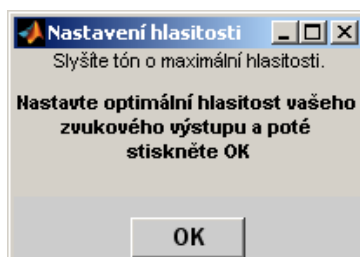 Nastavení hlasitosti
Slyšíte tón o maximální hlasitosti.
Nastavte optimální hlasitost vašeho
zvukového výstupu a poté
stiskněte OK
OK